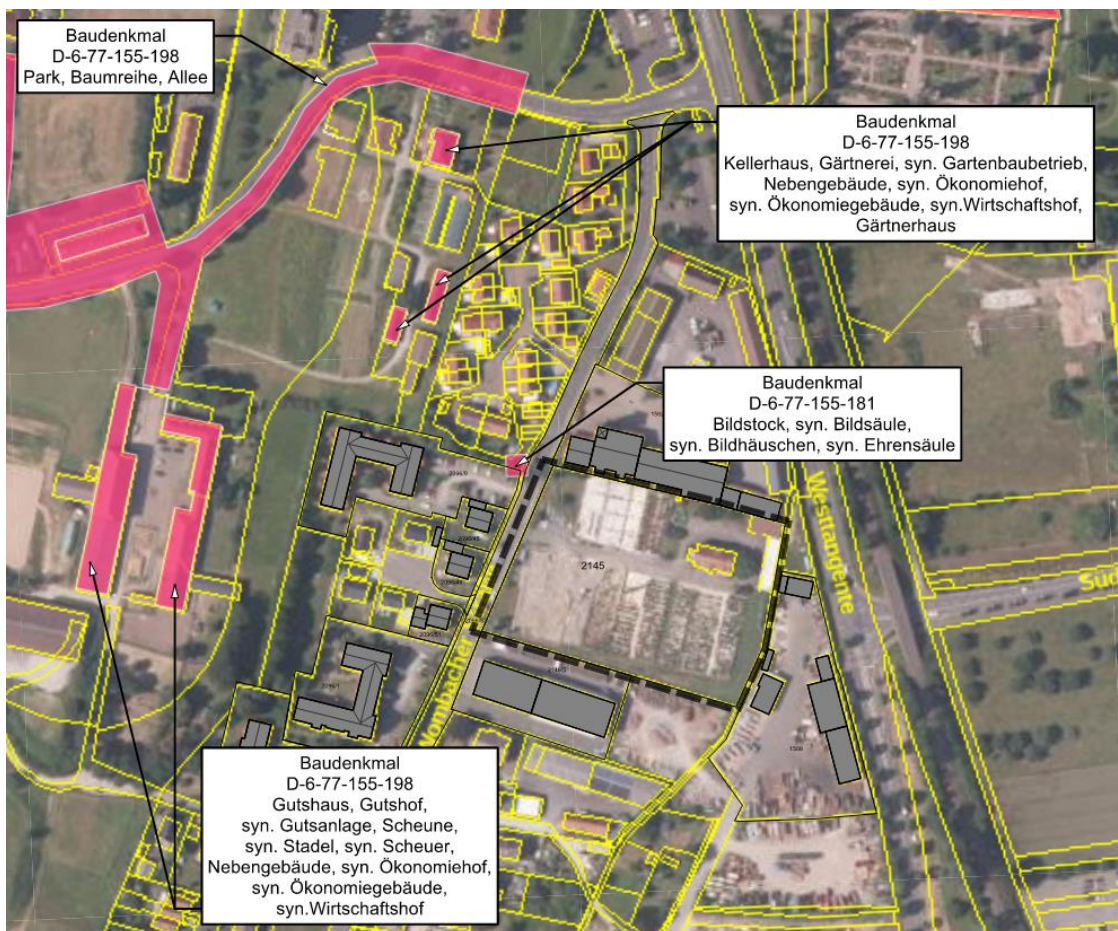 Baudenkmal
D-6-77-155-198
Park, Baumreihe, Allee
Baudenkmal
D-6-77-155-198
Kellerhaus, Gärtnerei, syn. Gartenbaubetrieb,
Nebengebäude, syn. Ökonomiehof,
syn. Ökonomiegebäude, syn.Wirtschaftshof,
Gärtnerhaus
Baudenkmal
D-6-77-155-181
Bildstock, syn. Bildsäule,
syn. Bildhäuschen, syn. Ehrensäule
2096/9
2145
Westtangente
Baudenkmal
D-6-77-155-198
Gutshaus, Gutshof,
syn. Gutsanlage, Scheune,
syn. Stadel, syn. Scheuer,
Nebengebäude, syn. Ökonomiehof,
syn. Ökonomiegebäude,
syn.Wirtschaftshof